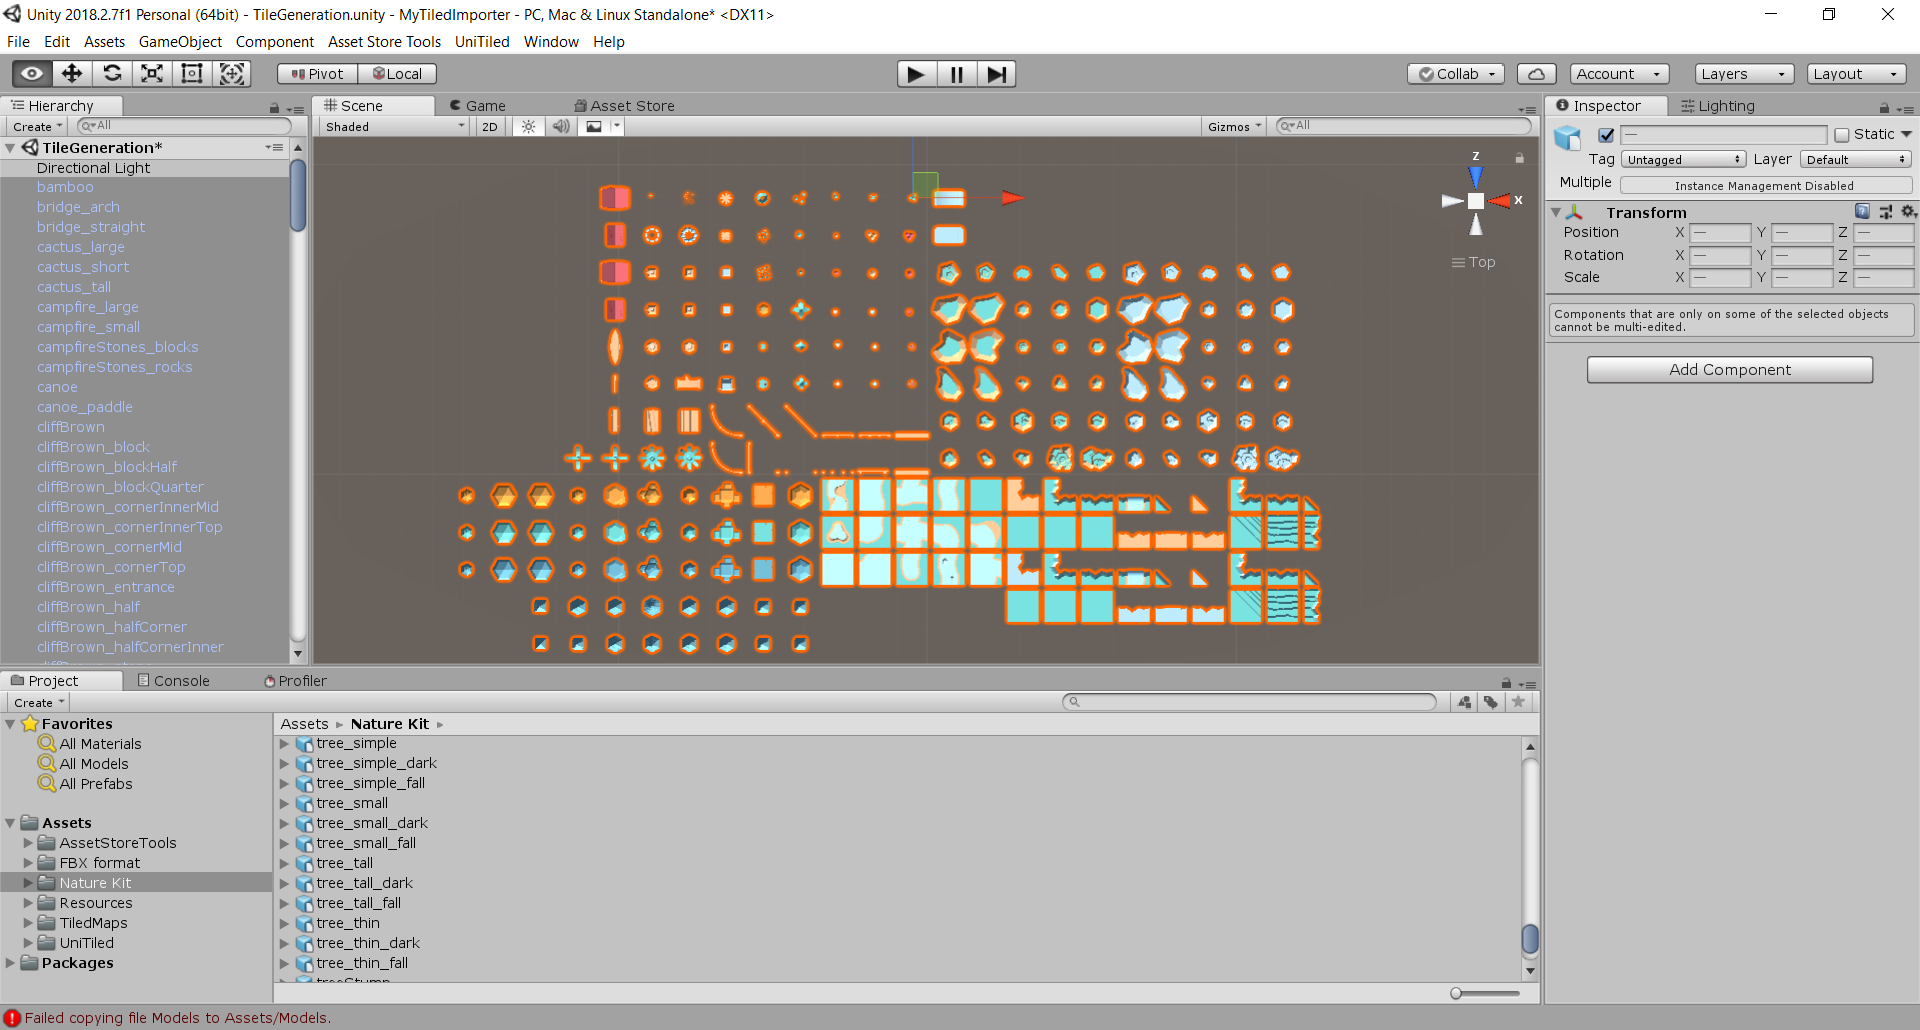 Unity 2018.2.7f1 Personal (64bit) - TileGeneration.unity - MyTiledImporter - PC, Mac & Linux Standalone* <DX11>
File Edit Assets GameObject Component Asset Store Tools UniTiled Window Help
Pivot Local Collab Account Layers Layout
Hierarchy
Create All
TileGeneration*
Directional Light
bamboo
bridge_arch
bridge_straight
cactus_large
cactus_short
cactus_tall
campfire_large
campfire_small
campfireStones_blocks
campfireStones_rocks
canoe
canoe_paddle
cliffBrown
cliffBrown_block
cliffBrown_blockHalf
cliffBrown_blockQuarter
cliffBrown_cornerInnerMid
cliffBrown_cornerInnerTop
cliffBrown_cornerMid
cliffBrown_cornerTop
cliffBrown_entrance
cliffBrown_half
cliffBrown_halfCorner
cliffBrown_halfCornerInner
Scene Game Asset Store
Shaded 2D Gizmos All
z
x
Top
Inspector Lighting
— Static
Tag Untagged Layer Default
Multiple Instance Management Disabled
Transform
Position X — Y — Z —
Rotation X — Y — Z —
Scale X — Y — Z —
Components that are only on some of the selected objects
cannot be multi-edited.
Add Component
Project Console Profiler
Create
Favorites
All Materials
All Models
All Prefabs
Assets
AssetStoreTools
FBX format
Nature Kit
Resources
TiledMaps
UniTiled
Packages
Assets Nature Kit
tree_simple
tree_simple_dark
tree_simple_fall
tree_small
tree_small_dark
tree_small_fall
tree_tall
tree_tall_dark
tree_tall_fall
tree_thin
tree_thin_dark
tree_thin_fall
Failed copying file Models to Assets/Models.